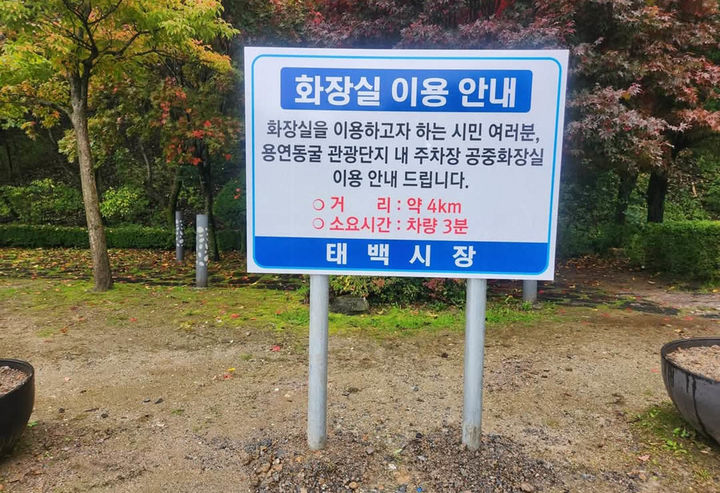 화장실 이용 안내
화장실을 이용하고자 하는 시민 여러분,
용연동굴 관광단지 내 주차장 공중화장실
이용 안내 드립니다.
❍ 거 리 : 약 4km
❍ 소요시간 : 차량 3분
태백시장